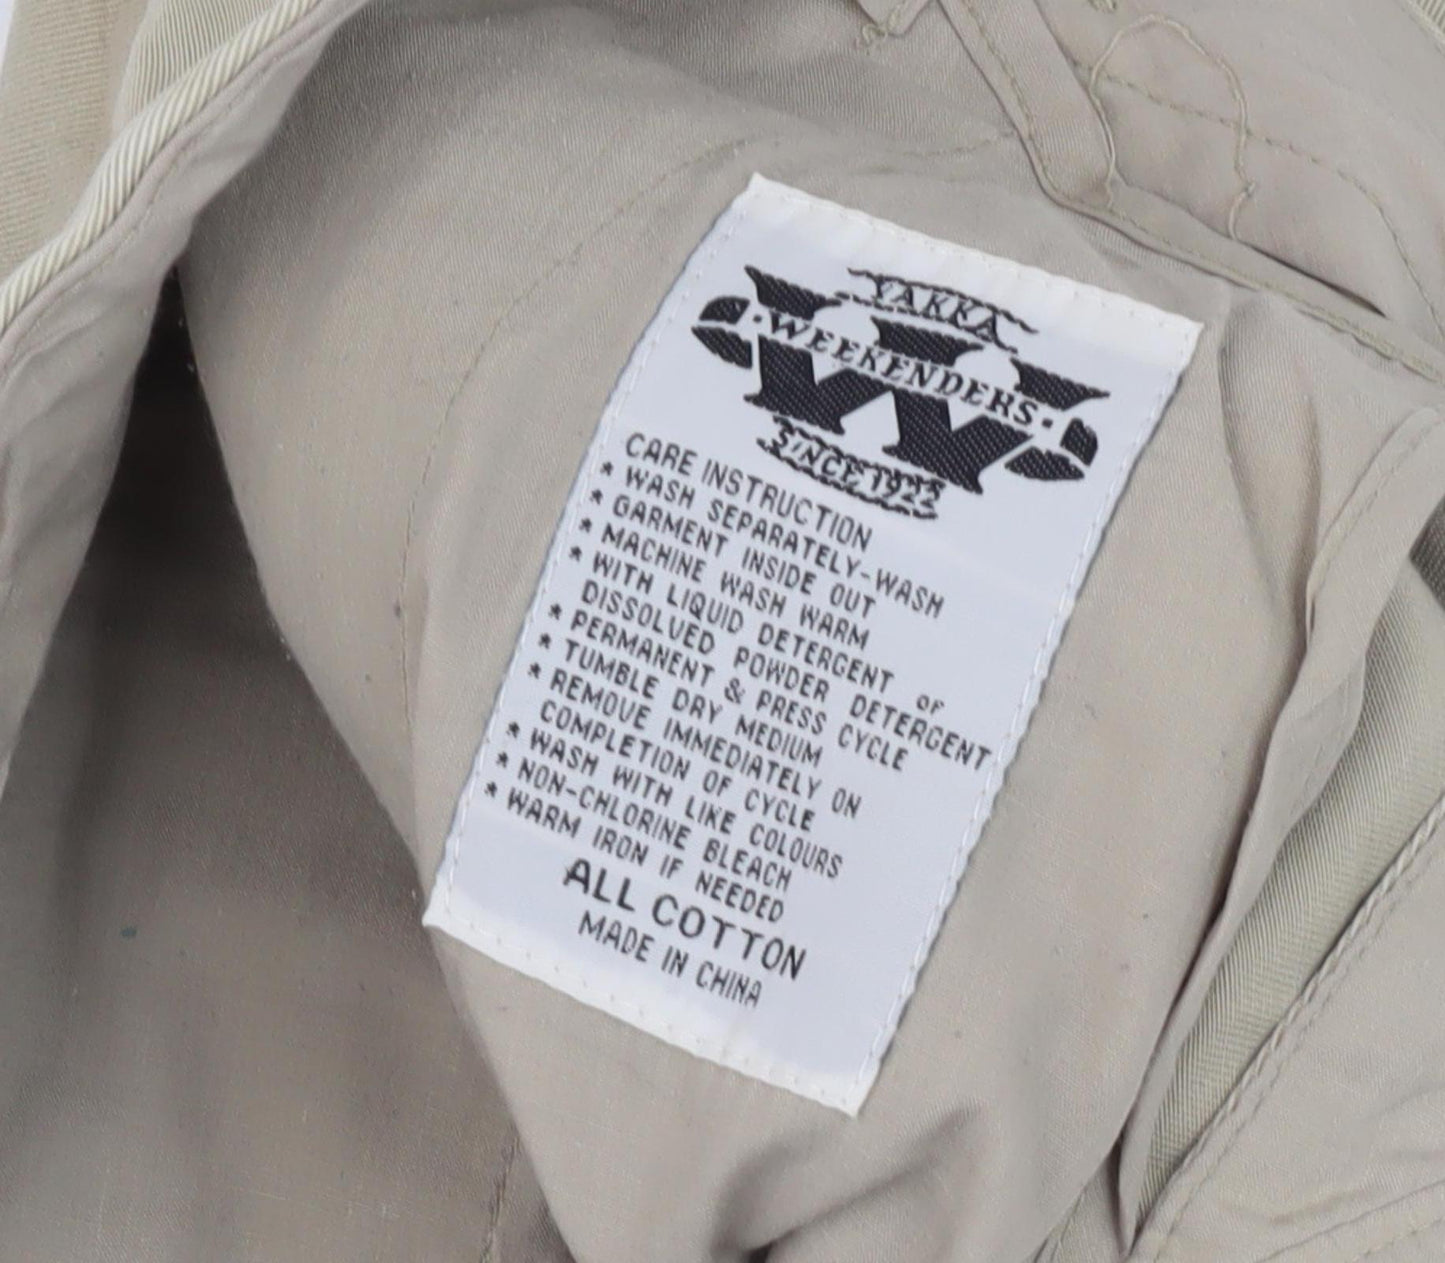 YAKKA
·WEEKENDERS·
SINCE 1922
CARE INSTRUCTION
* WASH SEPARATELY-WASH
* GARMENT INSIDE OUT
* MACHINE WASH WARM
* WITH LIQUID DETERGENT OF
DISSOLVED POWDER DETERGENT
* PERMANENT & PRESS CYCLE
* TUMBLE DRY MEDIUM
* REMOVE IMMEDIATELY ON
COMPLETION OF CYCLE
* WASH WITH LIKE COLOURS
* NON-CHLORINE BLEACH
* WARM IRON IF NEEDED
ALL COTTON
MADE IN CHINA